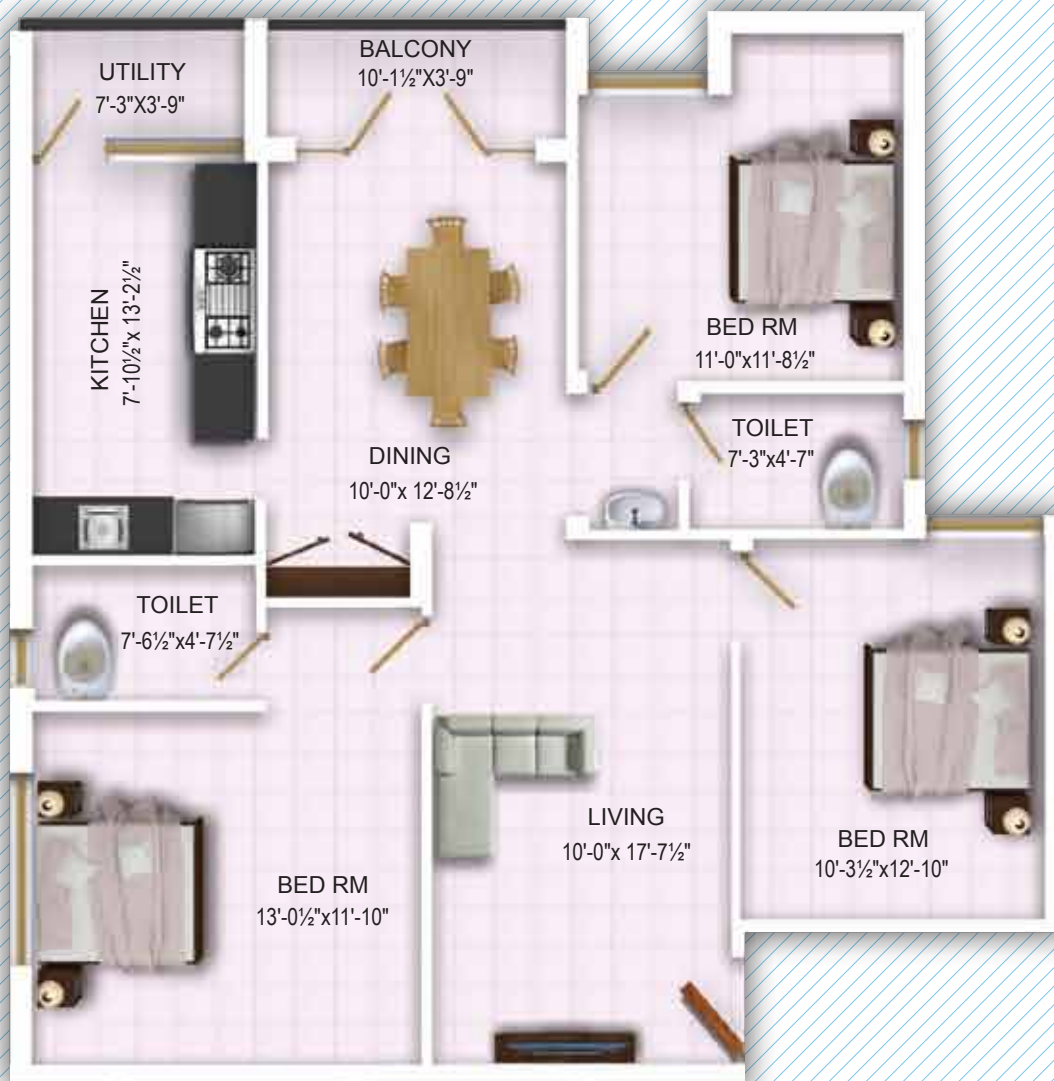 UTILITY
7'-3"X3'-9"
BALCONY
10'-1½"X3'-9"
KITCHEN
7'-10½"x 13'-2½"
BED RM
11'-0"x11'-8½"
DINING
10'-0"x 12'-8½"
TOILET
7'-3"x4'-7"
TOILET
7'-6½"x4'-7½"
LIVING
10'-0"x 17'-7½"
BED RM
10'-3½"x12'-10"
BED RM
13'-0½"x11'-10"